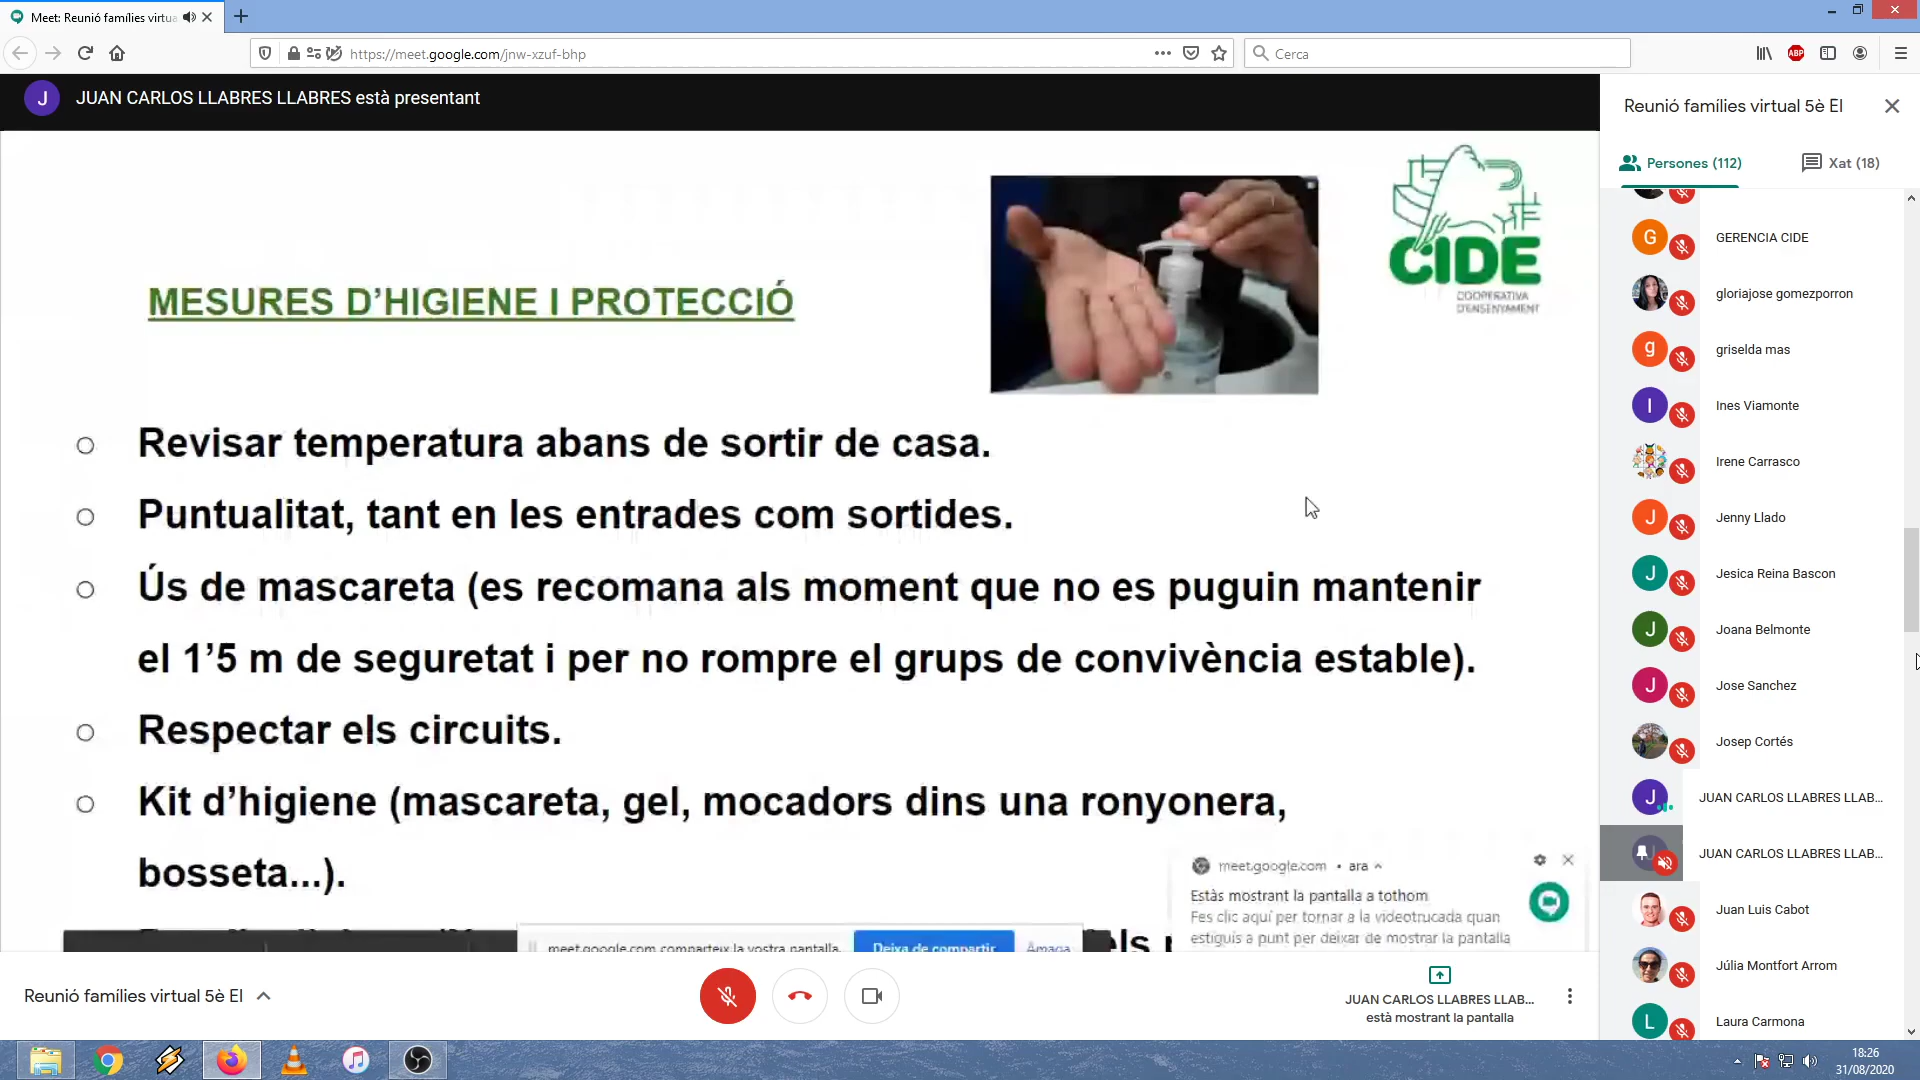 Meet: Reunió famílies virtua
https://meet.google.com/jnw-xzuf-bhp
Cerca
ABP
J
JUAN CARLOS LLABRES LLABRES està presentant
Reunió famílies virtual 5è EI
Persones (112)
Xat (18)
CIDE
COOPERATIVA
D'ENSENYAMENT
MESURES D'HIGIENE I PROTECCIÓ
Revisar temperatura abans de sortir de casa.
Puntualitat, tant en les entrades com sortides.
Ús de mascareta (es recomana als moment que no es puguin mantenir
el 1'5 m de seguretat i per no rompre el grups de convivència estable).
Respectar els circuits.
Kit d'higiene (mascareta, gel, mocadors dins una ronyonera,
bosseta...).
els
meet.google.com comparteix la vostra pantalla.
Deixa de compartir
Amaga
meet.google.com • ara
Estàs mostrant la pantalla a tothom
Fes clic aquí per tornar a la videotrucada quan
estiguis a punt per deixar de mostrar la pantalla
G GERENCIA CIDE
gloriajose gomezporron
g griselda mas
I Ines Viamonte
Irene Carrasco
J Jenny Llado
J Jesica Reina Bascon
J Joana Belmonte
J Jose Sanchez
Josep Cortés
J JUAN CARLOS LLABRES LLAB...
JUAN CARLOS LLABRES LLAB...
Juan Luis Cabot
Júlia Montfort Arrom
L Laura Carmona
Reunió famílies virtual 5è EI
JUAN CARLOS LLABRES LLAB...
està mostrant la pantalla
18:26
31/08/2020